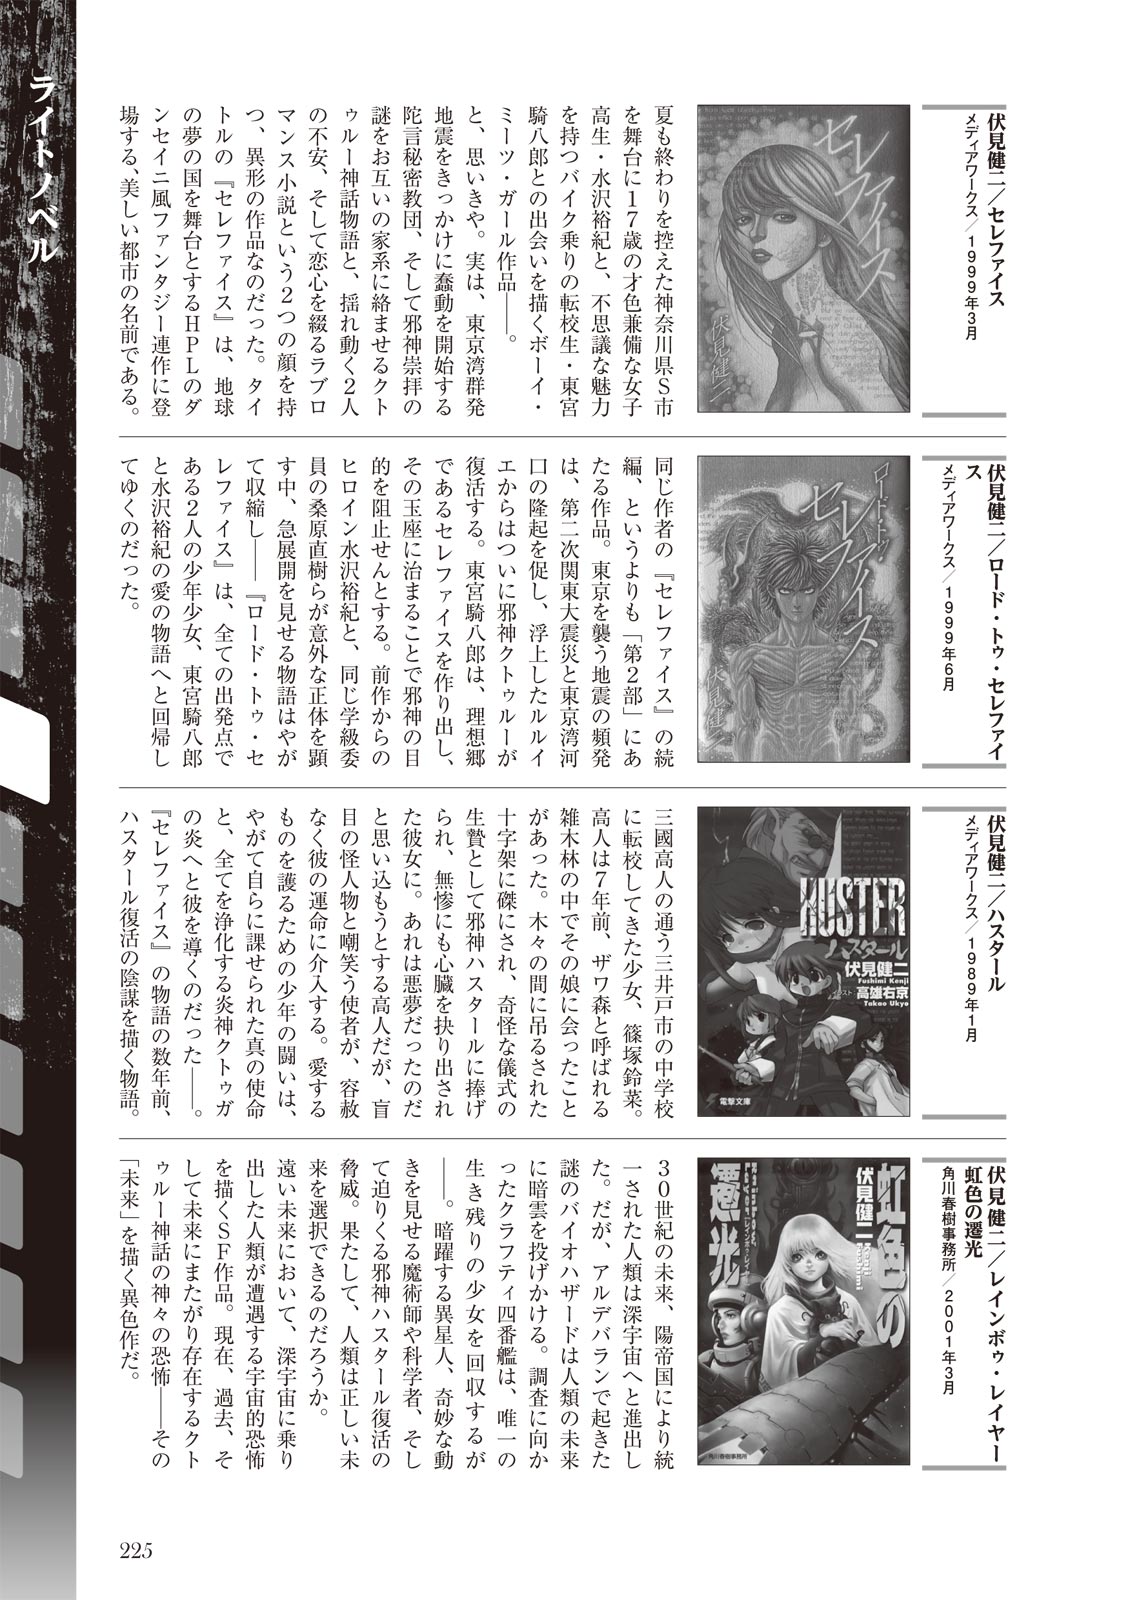 ライトノベル
伏見健二／セレファイス
メディアワークス／1999年3月
セレファイス
伏見健二
夏も終わりを控えた神奈川県Ｓ市
を舞台に17歳の才色兼備な女子
高生・水沢裕紀と、不思議な魅力
を持つバイク乗りの転校生・東宮
騎八郎との出会いを描くボーイ・
ミーツ・ガール作品――。
と、思いきや。実は、東京湾群発
地震をきっかけに蠢動を開始する
陀言秘密教団、そして邪神崇拝の
謎をお互いの家系に絡ませるクト
ゥルー神話物語と、揺れ動く2人
の不安、そして恋心を綴るラブロ
マンス小説という2つの顔を持
つ、異形の作品なのだった。タイ
トルの『セレファイス』は、地球
の夢の国を舞台とするＨＰＬのダ
ンセイニ風ファンタジー連作に登
場する、美しい都市の名前である。
伏見健二／ロード・トゥ・セレファイ
ス
メディアワークス／1999年6月
ロード・トゥ
セレファイス
伏見健二
同じ作者の『セレファイス』の続
編、というよりも「第2部」にあ
たる作品。東京を襲う地震の頻発
は、第二次関東大震災と東京湾河
口の隆起を促し、浮上したルルイ
エからはついに邪神クトゥルーが
復活する。東宮騎八郎は、理想郷
であるセレファイスを作り出し、
その玉座に治まることで邪神の目
的を阻止せんとする。前作からの
ヒロイン水沢裕紀と、同じ学級委
員の桑原直樹らが意外な正体を顕
す中、急展開を見せる物語はやが
て収縮し――『ロード・トゥ・セ
レファイス』は、全ての出発点で
ある2人の少年少女、東宮騎八郎
と水沢裕紀の愛の物語へと回帰し
てゆくのだった。
伏見健二／ハスタール
メディアワークス／1989年1月
HUSTER
ハスタール
伏見健二
Fushimi Kenji
イラスト 高雄右京
Takao Ukyo
電撃文庫
三國高人の通う三井戸市の中学校
に転校してきた少女、篠塚鈴菜。
高人は7年前、ザワ森と呼ばれる
雑木林の中でその娘に会ったこと
があった。木々の間に吊るされた
十字架に磔にされ、奇怪な儀式の
生贄として邪神ハスタールに捧げ
られ、無惨にも心臓を抉り出され
た彼女に。あれは悪夢だったのだ
と思い込もうとする高人だが、盲
目の怪人物と嘲笑う使者が、容赦
なく彼の運命に介入する。愛する
ものを護るための少年の闘いは、
やがて自らに課せられた真の使命
と、全てを浄化する炎神クトゥガ
の炎へと彼を導くのだった――。
『セレファイス』の物語の数年前、
ハスタール復活の陰謀を描く物語。
伏見健二／レインボゥ・レイヤー
虹色の遷光
角川春樹事務所／2001年3月
虹色の
遷光
伏見健二
レインボゥ・レイヤー
角川春樹事務所
30世紀の未来、陽帝国により統
一された人類は深宇宙へと進出し
た。だが、アルデバランで起きた
謎のバイオハザードは人類の未来
に暗雲を投げかける。調査に向か
ったクラフティ四番艦は、唯一の
生き残りの少女を回収するが
――。暗躍する異星人、奇妙な動
きを見せる魔術師や科学者、そし
て迫りくる邪神ハスタール復活の
脅威。果たして、人類は正しい未
来を選択できるのだろうか。
遠い未来において、深宇宙に乗り
出した人類が遭遇する宇宙的恐怖
を描くＳＦ作品。現在、過去、そ
して未来にまたがり存在するクト
ゥルー神話の神々の恐怖――その
「未来」を描く異色作だ。
225